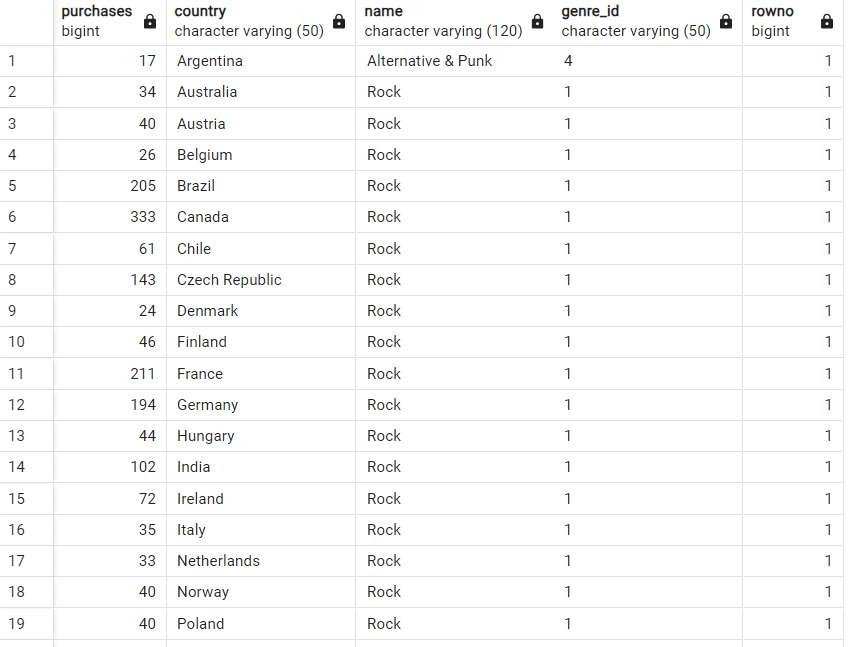 purchases country name genre_id rowno
bigint character varying (50) character varying (120) character varying (50) bigint
1 17 Argentina Alternative & Punk 4 1
2 34 Australia Rock 1 1
3 40 Austria Rock 1 1
4 26 Belgium Rock 1 1
5 205 Brazil Rock 1 1
6 333 Canada Rock 1 1
7 61 Chile Rock 1 1
8 143 Czech Republic Rock 1 1
9 24 Denmark Rock 1 1
10 46 Finland Rock 1 1
11 211 France Rock 1 1
12 194 Germany Rock 1 1
13 44 Hungary Rock 1 1
14 102 India Rock 1 1
15 72 Ireland Rock 1 1
16 35 Italy Rock 1 1
17 33 Netherlands Rock 1 1
18 40 Norway Rock 1 1
19 40 Poland Rock 1 1